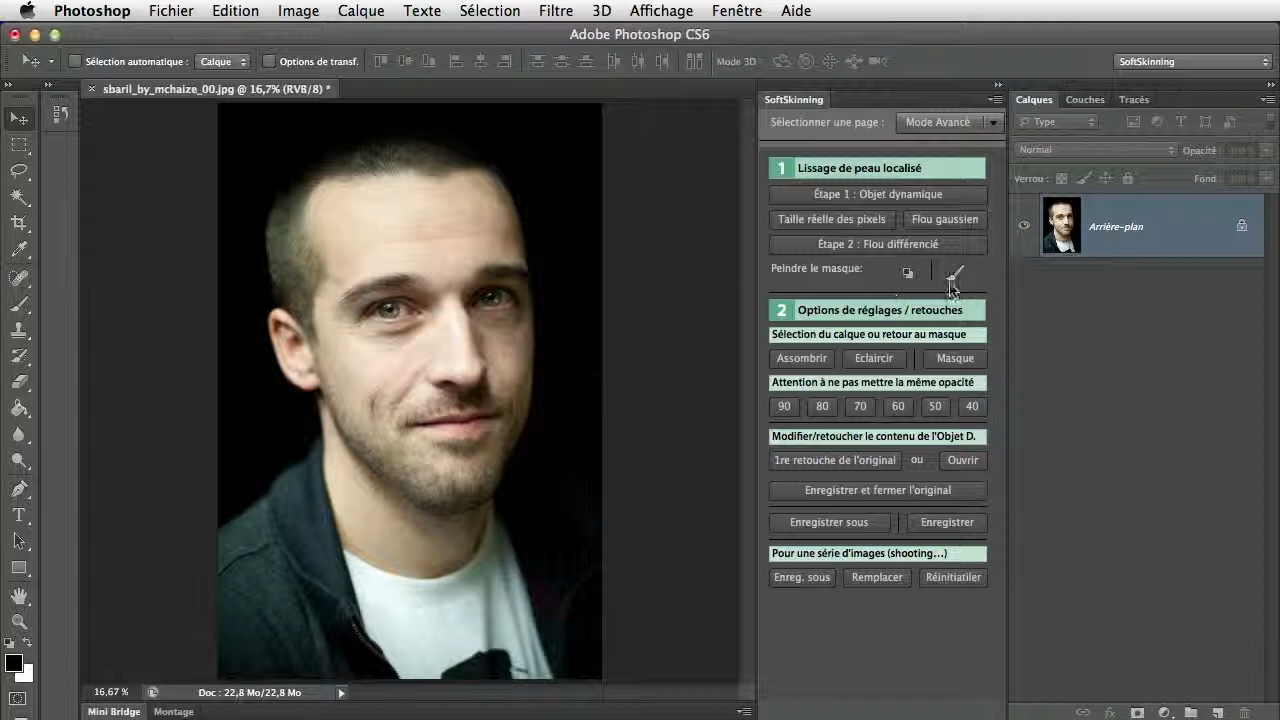 Photoshop Fichier Edition Image Calque Texte Sélection Filtre 3D Affichage Fenêtre Aide
Adobe Photoshop CS6
Sélection automatique : Calque Options de transf. Mode 3D : SoftSkinning
sbaril_by_mchaize_00.jpg @ 16,7% (RVB/8) *
SoftSkinning
Sélectionner une page : Mode Avancé
1 Lissage de peau localisé
Étape 1 : Objet dynamique
Taille réelle des pixels Flou gaussien
Étape 2 : Flou différencié
Peindre le masque:
2 Options de réglages / retouches
Sélection du calque ou retour au masque
Assombrir Eclaircir Masque
Attention à ne pas mettre la même opacité
90 80 70 60 50 40
Modifier/retoucher le contenu de l'Objet D.
1re retouche de l'original ou Ouvrir
Enregistrer et fermer l'original
Enregistrer sous Enregistrer
Pour une série d'images (shooting...)
Enreg. sous Remplacer Réinitiatiler
Calques Couches Tracés
Type
Normal Opacité
Verrou : Fond
Arrière-plan
16,67 % Doc : 22,8 Mo/22,8 Mo
Mini Bridge Montage